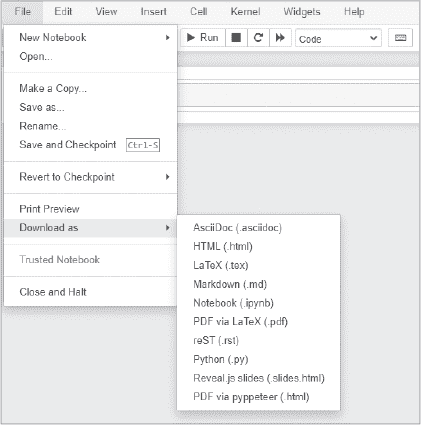 File Edit View Insert Cell Kernel Widgets Help
New Notebook
Open...
Run
Code
Make a Copy...
Save as...
Rename...
Save and Checkpoint Ctrl-S
Revert to Checkpoint
Print Preview
Download as
Trusted Notebook
Close and Halt
AsciiDoc (.asciidoc)
HTML (.html)
LaTeX (.tex)
Markdown (.md)
Notebook (.ipynb)
PDF via LaTeX (.pdf)
reST (.rst)
Python (.py)
Reveal.js slides (.slides.html)
PDF via pyppeteer (.html)